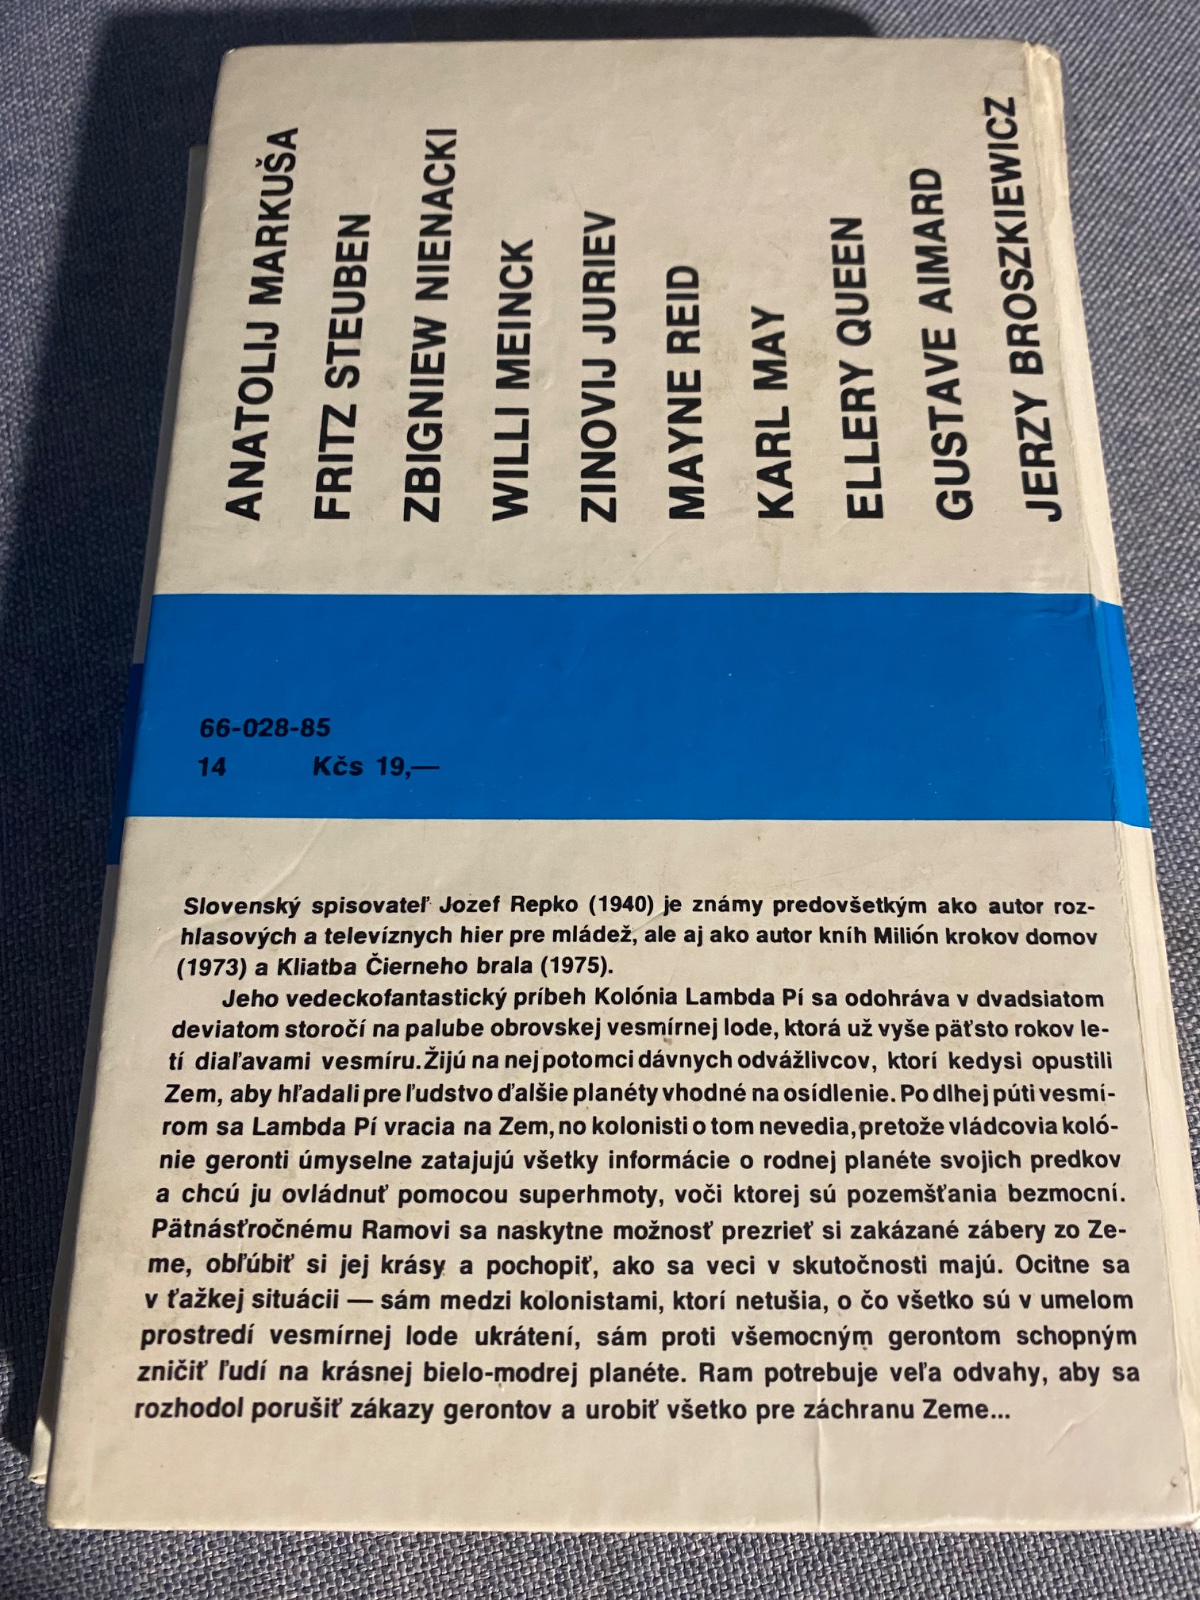 ANATOLIJ MARKUŠA
FRITZ STEUBEN
ZBIGNIEW NIENACKI
WILLI MEINCK
ZINOVIJ JURIEV
MAYNE REID
KARL MAY
ELLERY QUEEN
GUSTAVE AIMARD
JERZY BROSZKIEWICZ
66-028-85
14 Kčs 19,—
Slovenský spisovateľ Jozef Repko (1940) je známy predovšetkým ako autor roz-
hlasových a televíznych hier pre mládež, ale aj ako autor kníh Milión krokov domov
(1973) a Kliatba Čierneho brala (1975).
Jeho vedeckofantastický príbeh Kolónia Lambda Pí sa odohráva v dvadsiatom
deviatom storočí na palube obrovskej vesmírnej lode, ktorá už vyše päťsto rokov le-
tí diaľavami vesmíru. Žijú na nej potomci dávnych odvážlivcov, ktorí kedysi opustili
Zem, aby hľadali pre ľudstvo ďalšie planéty vhodné na osídlenie. Po dlhej púti vesmí-
rom sa Lambda Pí vracia na Zem, no kolonisti o tom nevedia, pretože vládcovia koló-
nie geronti úmyselne zatajujú všetky informácie o rodnej planéte svojich predkov
a chcú ju ovládnuť pomocou superhmoty, voči ktorej sú pozemšťania bezmocní.
Pätnásťročnému Ramovi sa naskytne možnosť prezrieť si zakázané zábery zo Ze-
me, obľúbiť si jej krásy a pochopiť, ako sa veci v skutočnosti majú. Ocitne sa
v ťažkej situácii — sám medzi kolonistami, ktorí netušia, o čo všetko sú v umelom
prostredí vesmírnej lode ukrátení, sám proti všemocným gerontom schopným
zničiť ľudí na krásnej bielo-modrej planéte. Ram potrebuje veľa odvahy, aby sa
rozhodol porušiť zákazy gerontov a urobiť všetko pre záchranu Zeme...